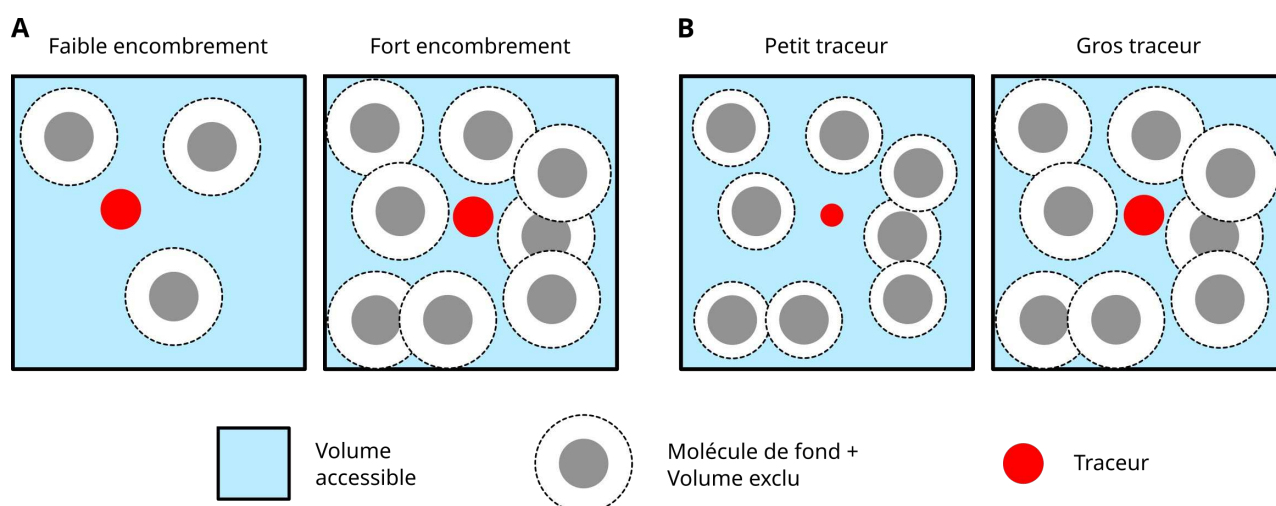 A
Faible encombrement
Fort encombrement
B
Petit traceur
Gros traceur
Volume
accessible
Molécule de fond +
Volume exclu
Traceur